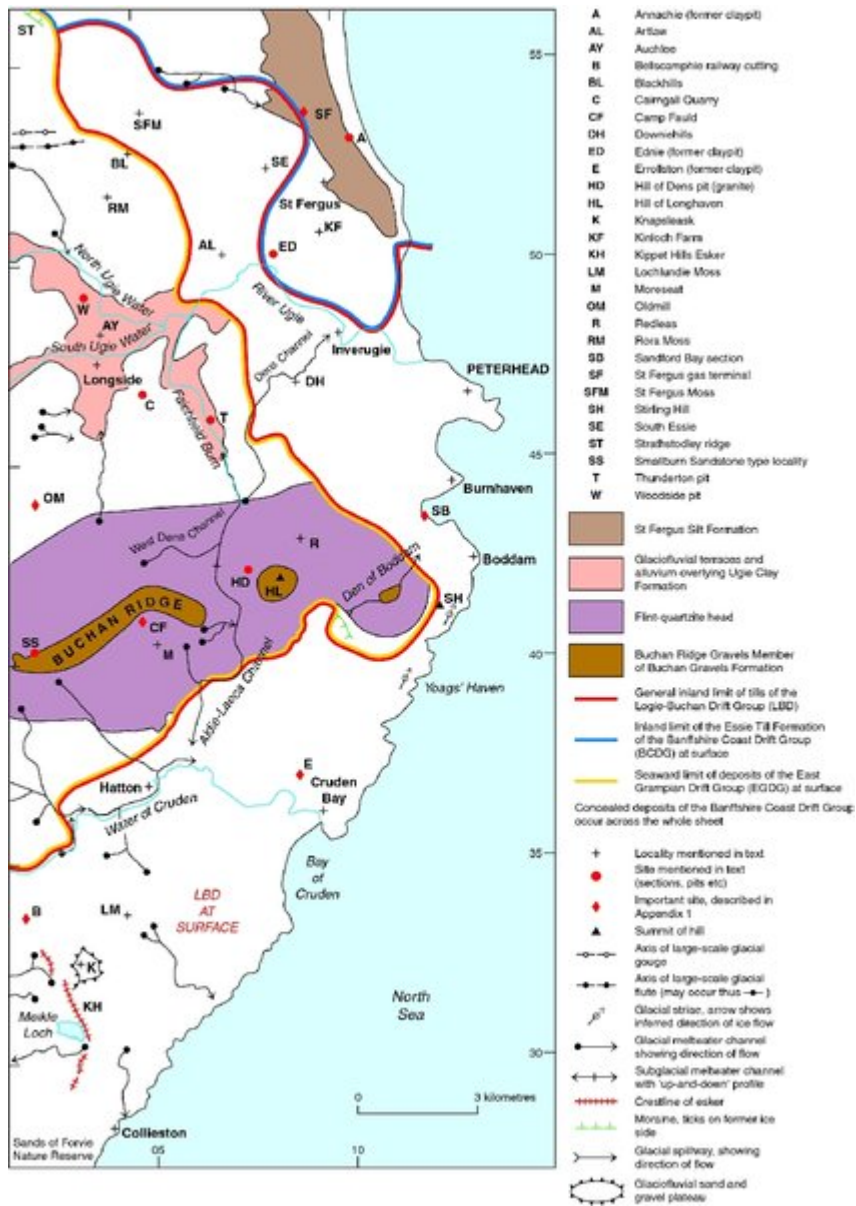 ST
55
SFM
SF
A
BL
SE
RM
St Fergus
KF
AL
ED
50
North Ugie Water
River Ugie
W
AY
South Ugie Water
Inverugie
Dens Channel
PETERHEAD
Longside
DH
C
Faichfield Burn
T
45
Burnhaven
OM
SB
West Dens Channel
R
Boddam
HD
HL
Den of Boddam
SH
BUCHAN RIDGE
SS
CF
M
40
Aldie-Laeca Channel
Yoags' Haven
E
Cruden
Bay
Hatton
Water of Cruden
35
Bay
of
Cruden
B
LM
LBD
AT
SURFACE
K
North
Sea
KH
Meikle
Loch
30
0
3 kilometres
Collieston
Sands of Forvie
Nature Reserve
05
10
A Annachie (former claypit)
AL Artlaw
AY Auchlee
B Bellscamphie railway cutting
BL Blackhills
C Cairngall Quarry
CF Camp Fauld
DH Downiehills
ED Ednie (former claypit)
E Errollston (former claypit)
HD Hill of Dens pit (granite)
HL Hill of Longhaven
K Knapsleask
KF Kinloch Farm
KH Kippet Hills Esker
LM Lochlundie Moss
M Moreseat
OM Oldmill
R Redleas
RM Rora Moss
SB Sandford Bay section
SF St Fergus gas terminal
SFM St Fergus Moss
SH Stirling Hill
SE South Essie
ST Strathstodley ridge
SS Smallburn Sandstone type locality
T Thunderton pit
W Woodside pit
St Fergus Silt Formation
Glaciofluvial terraces and
alluvium overlying Ugie Clay
Formation
Flint-quartzite head
Buchan Ridge Gravels Member
of Buchan Gravels Formation
General inland limit of tills of the
Logie-Buchan Drift Group (LBD)
Inland limit of the Essie Till Formation
of the Banffshire Coast Drift Group
(BCDG) at surface
Seaward limit of deposits of the East
Grampian Drift Group (EGDG) at surface
Concealed deposits of the Banffshire Coast Drift Group
occur across the whole sheet
Locality mentioned in text
Site mentioned in text
(sections, pits etc)
Important site, described in
Appendix 1
Summit of hill
Axis of large-scale glacial
gouge
Axis of large-scale glacial
flute (may occur thus )
Glacial striae, arrow shows
inferred direction of ice flow
Glacial meltwater channel
showing direction of flow
Subglacial meltwater channel
with 'up-and-down' profile
Crestline of esker
Moraine, ticks on former ice
side
Glacial spillway, showing
direction of flow
Glaciofluvial sand and
gravel plateau